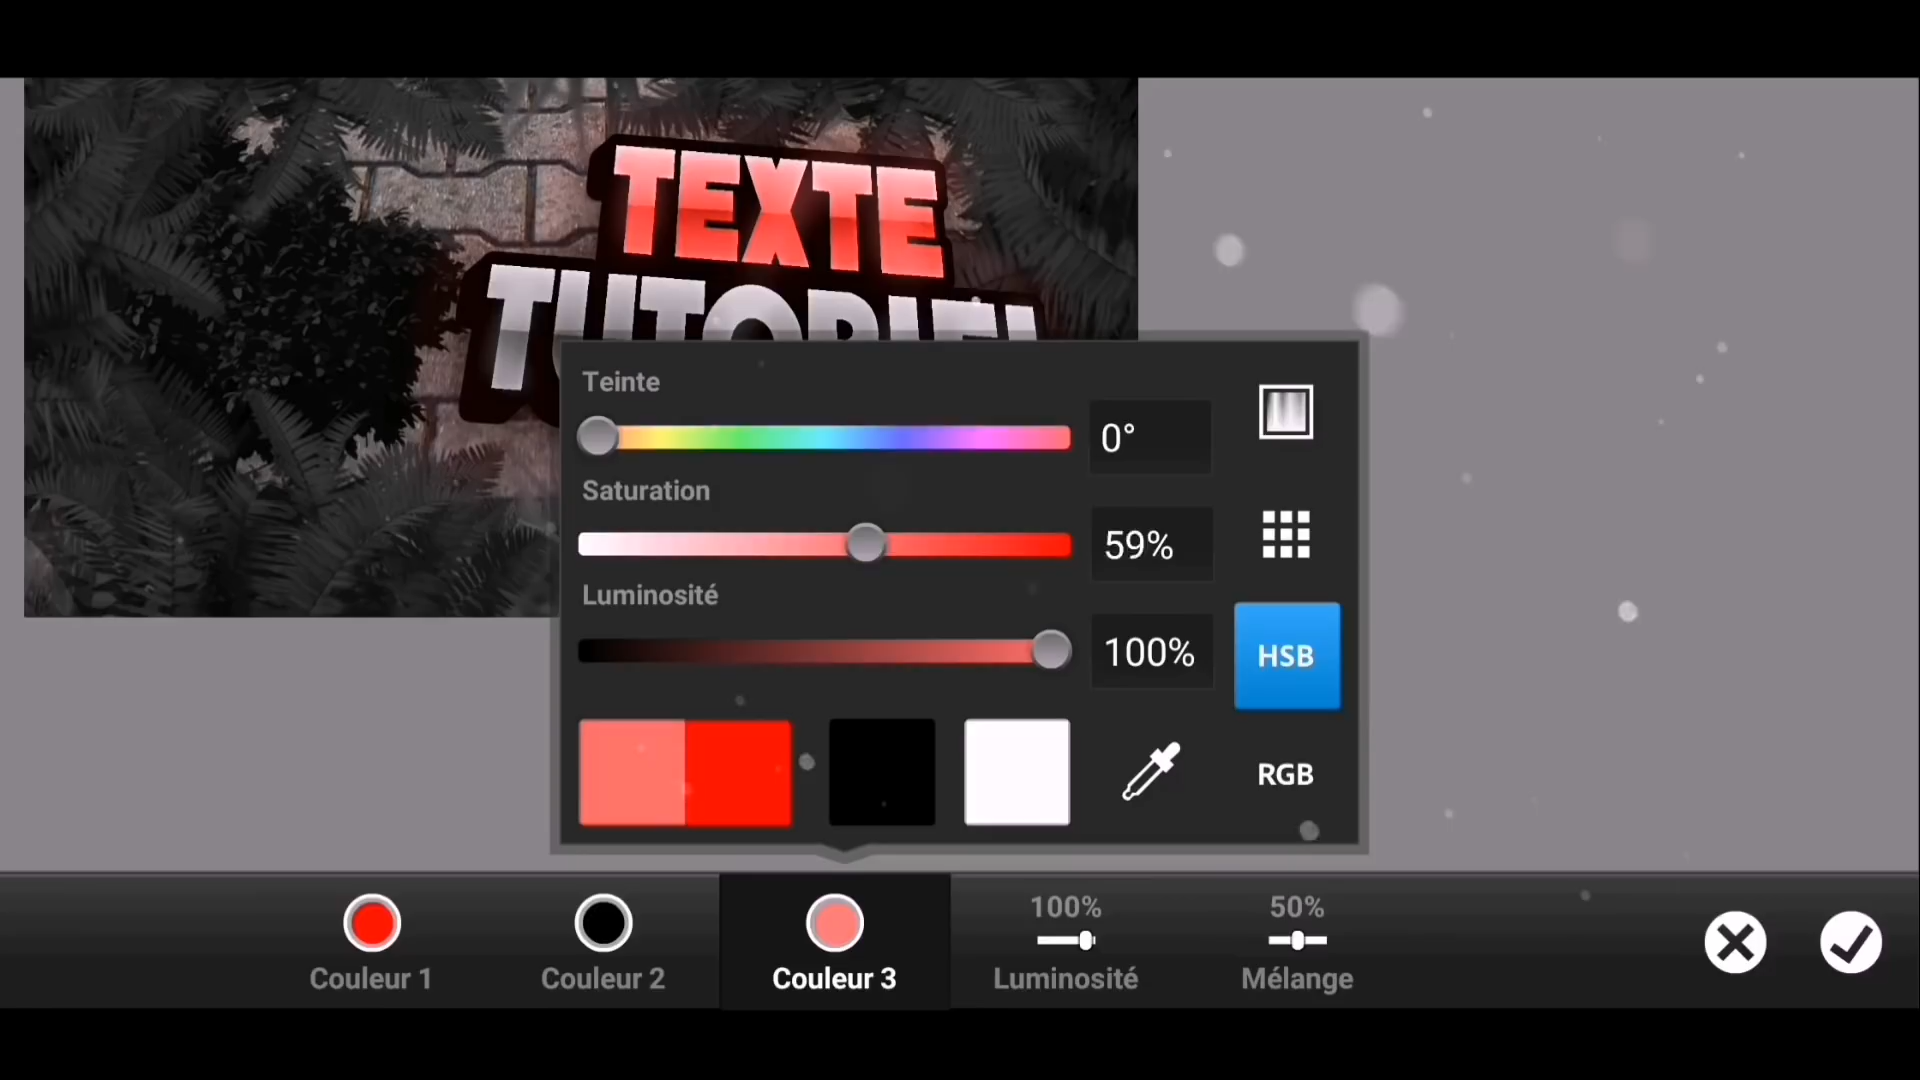 TEXTE
TUTORIEL
Teinte
0°
Saturation
59%
Luminosité
100%
HSB
RGB
Couleur 1
Couleur 2
Couleur 3
100%
Luminosité
50%
Mélange